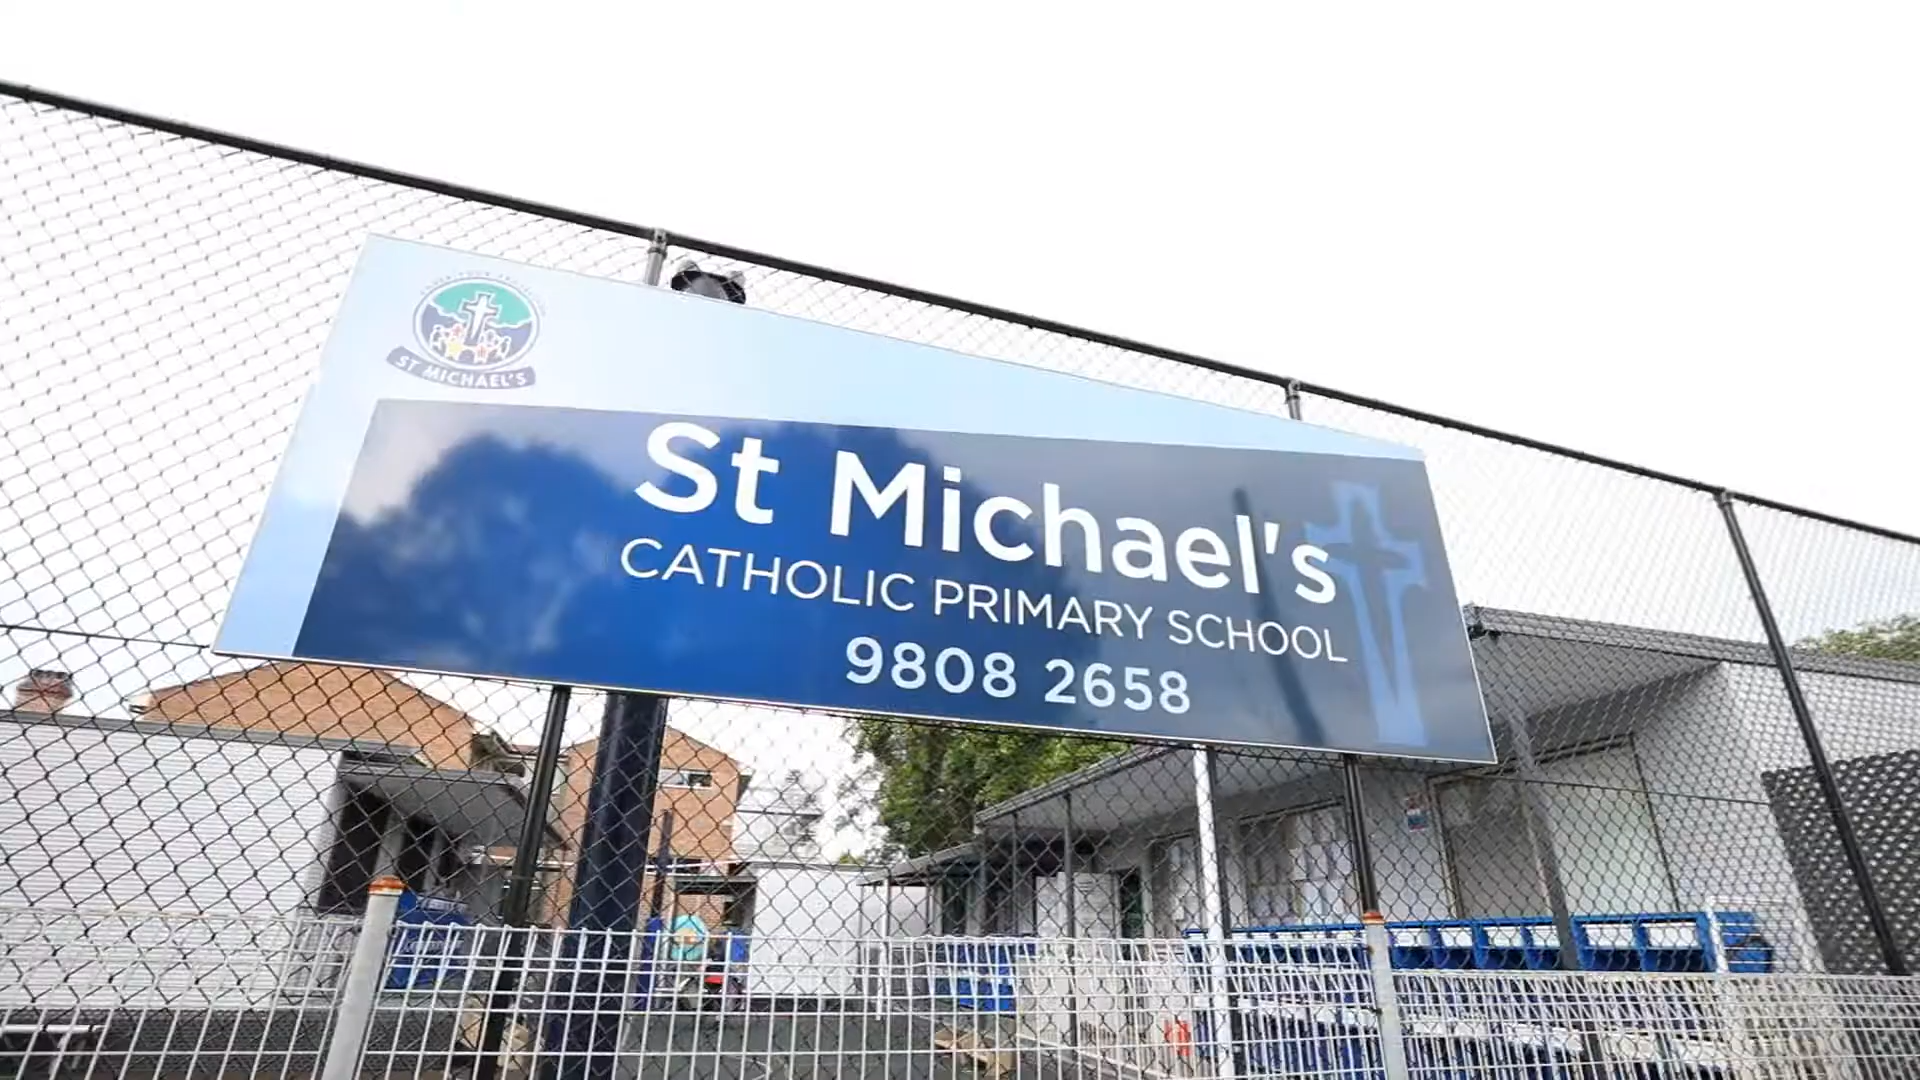 ST MICHAEL'S
St Michael's
CATHOLIC PRIMARY SCHOOL
9808 2658